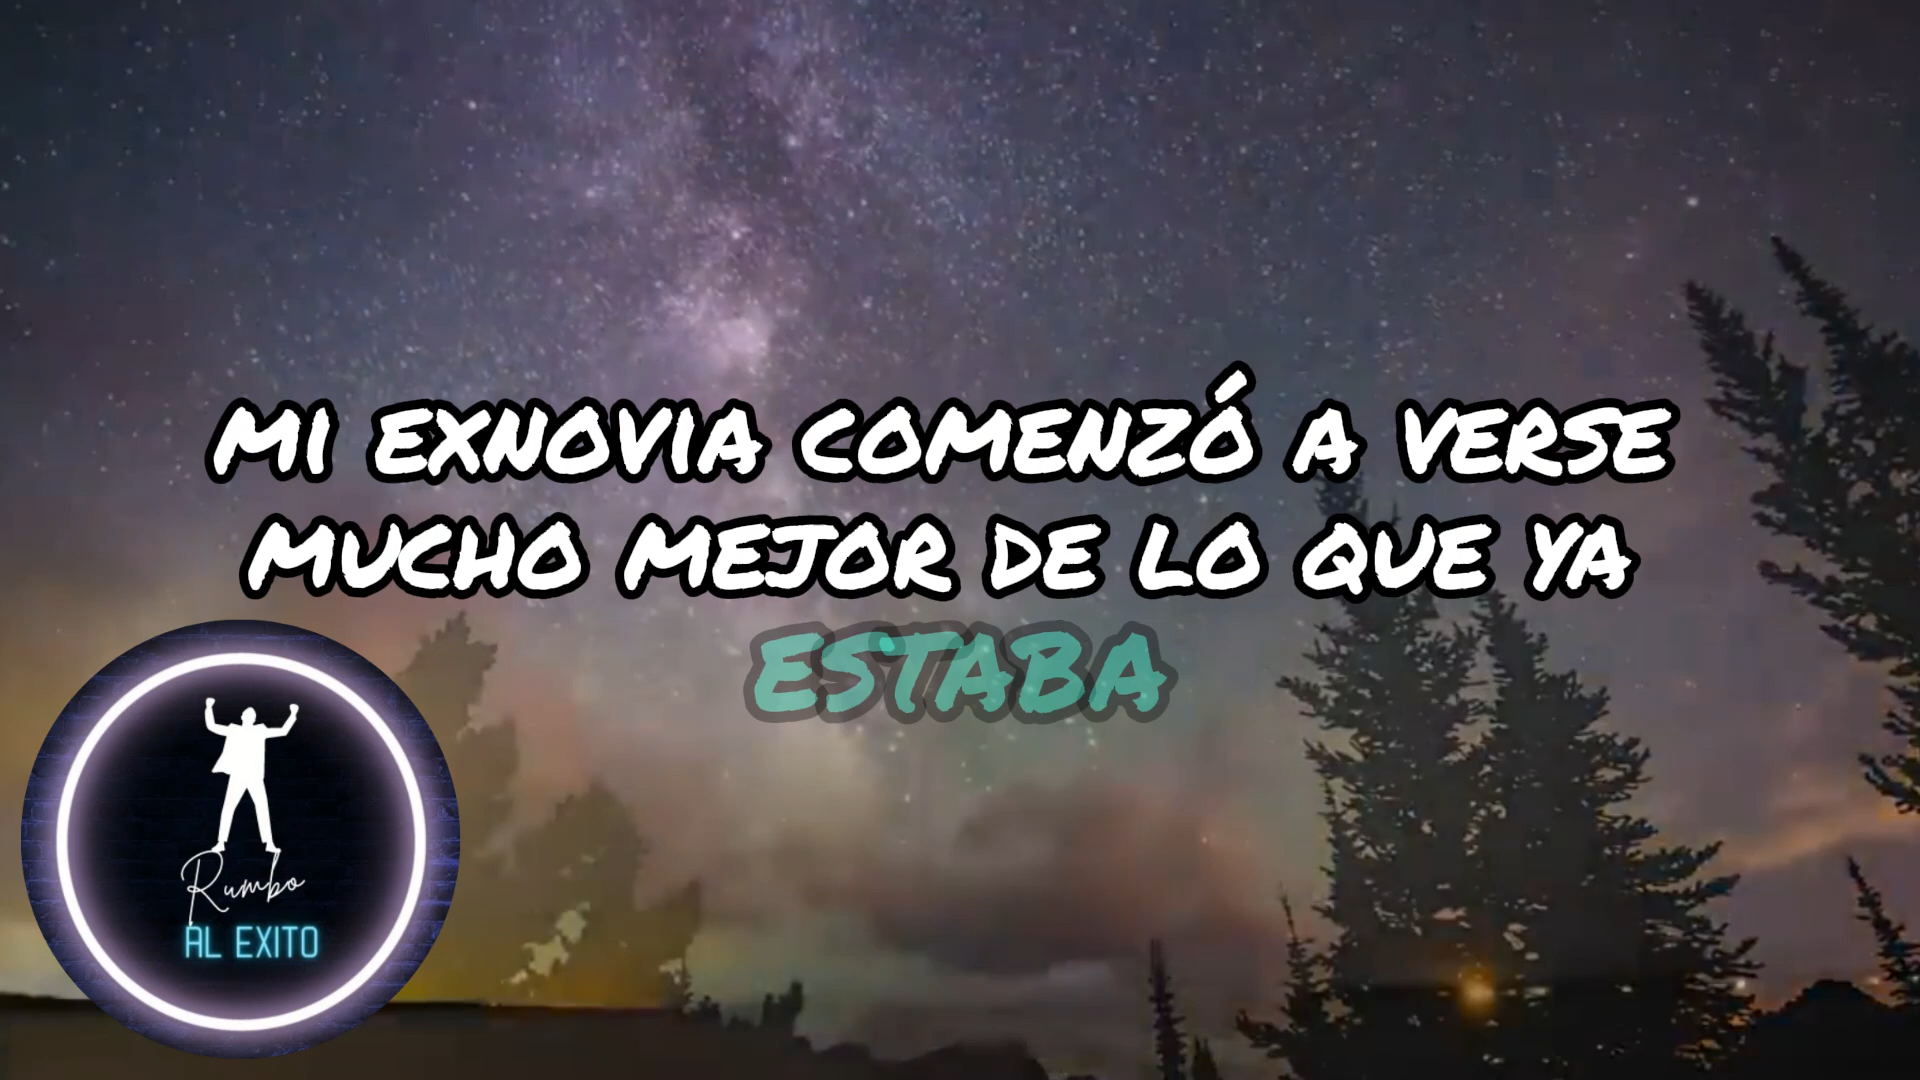 MI EXNOVIA COMENZÓ A VERSE
MUCHO MEJOR DE LO QUE YA
ESTABA
Rumbo
AL EXITO